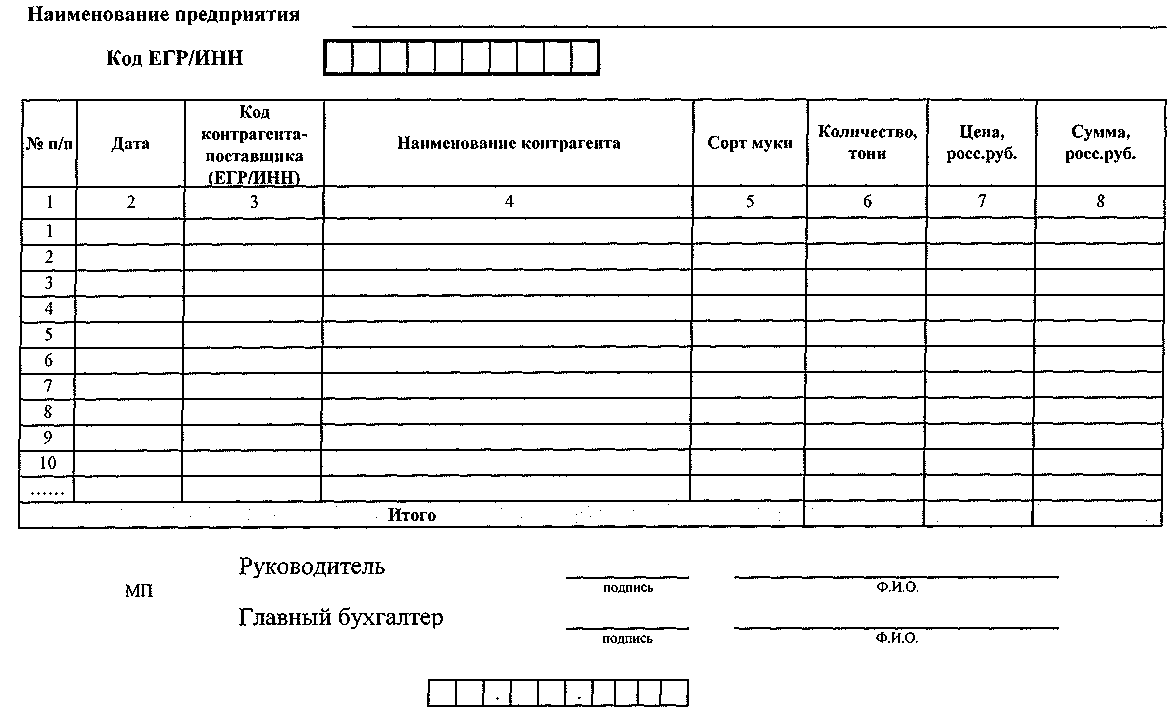 Наименование предприятия
Код ЕГР/ИНН
№ п/п Дата Код контрагента-поставщика (ЕГР/ИНН) Наименование контрагента Сорт муки Количество, тонн Цена, росс.руб. Сумма, росс.руб.
1 2 3 4 5 6 7 8
1
2
3
4
5
6
7
8
9
10
......
Итого
Руководитель
подпись Ф.И.О.
МП
Главный бухгалтер
подпись Ф.И.О.
. .